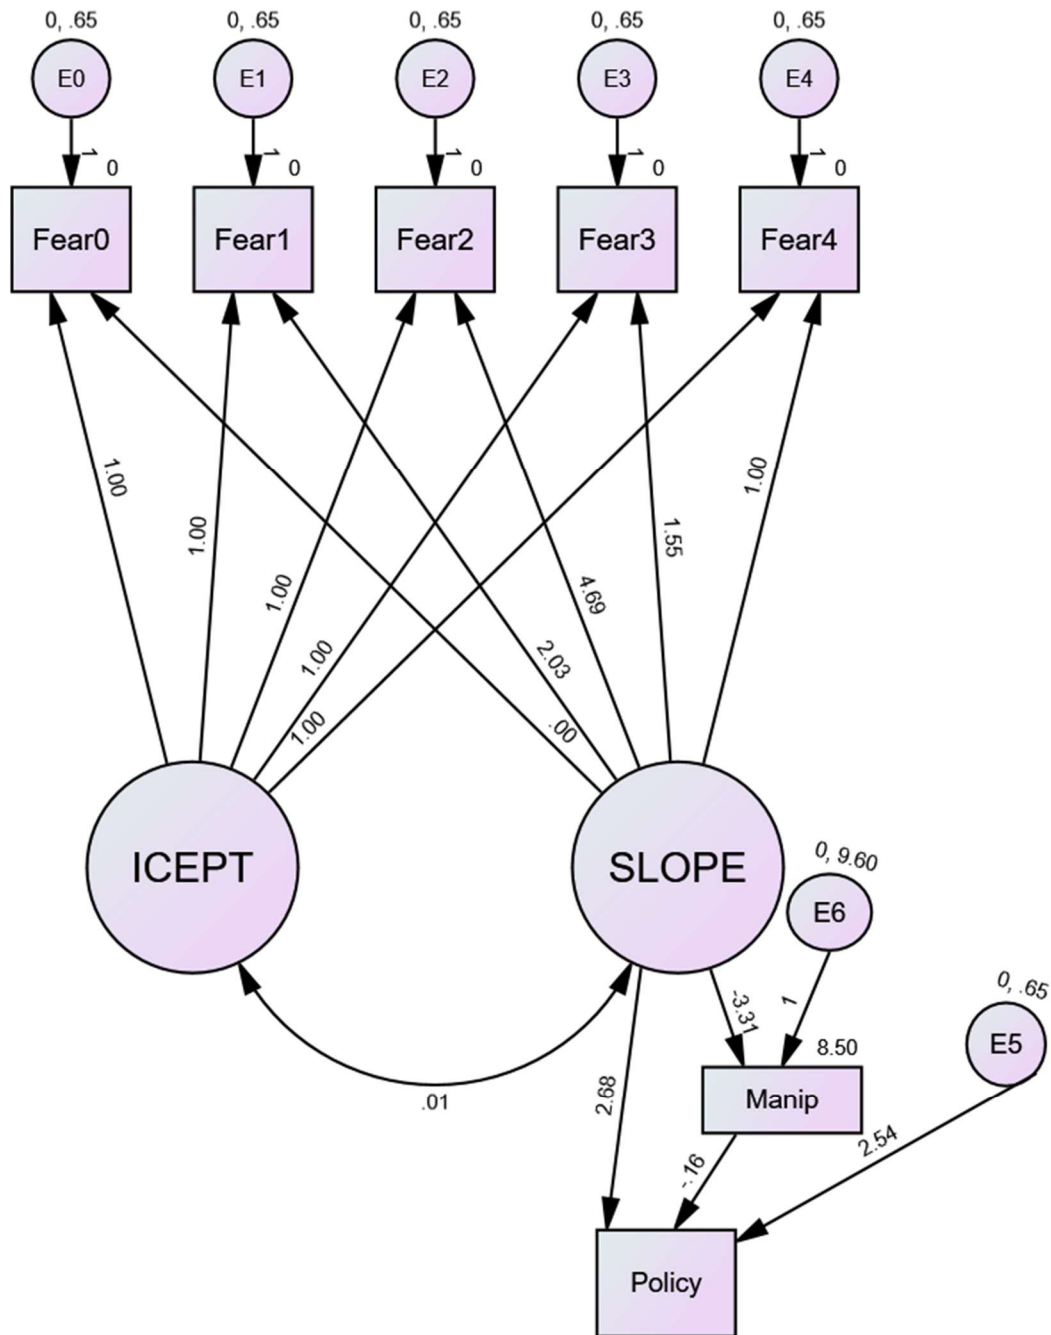 0, .65
0, .65
0, .65
0, .65
0, .65
E0
E1
E2
E3
E4
1
0
1
0
1
0
1
0
1
0
Fear0
Fear1
Fear2
Fear3
Fear4
1.00
1.00
1.00
1.00
1.00
.00
2.03
4.69
1.55
1.00
ICEPT
SLOPE
0, 9.60
E6
0, .65
E5
-3.31
1
8.50
.01
2.68
Manip
2.54
-.16
Policy